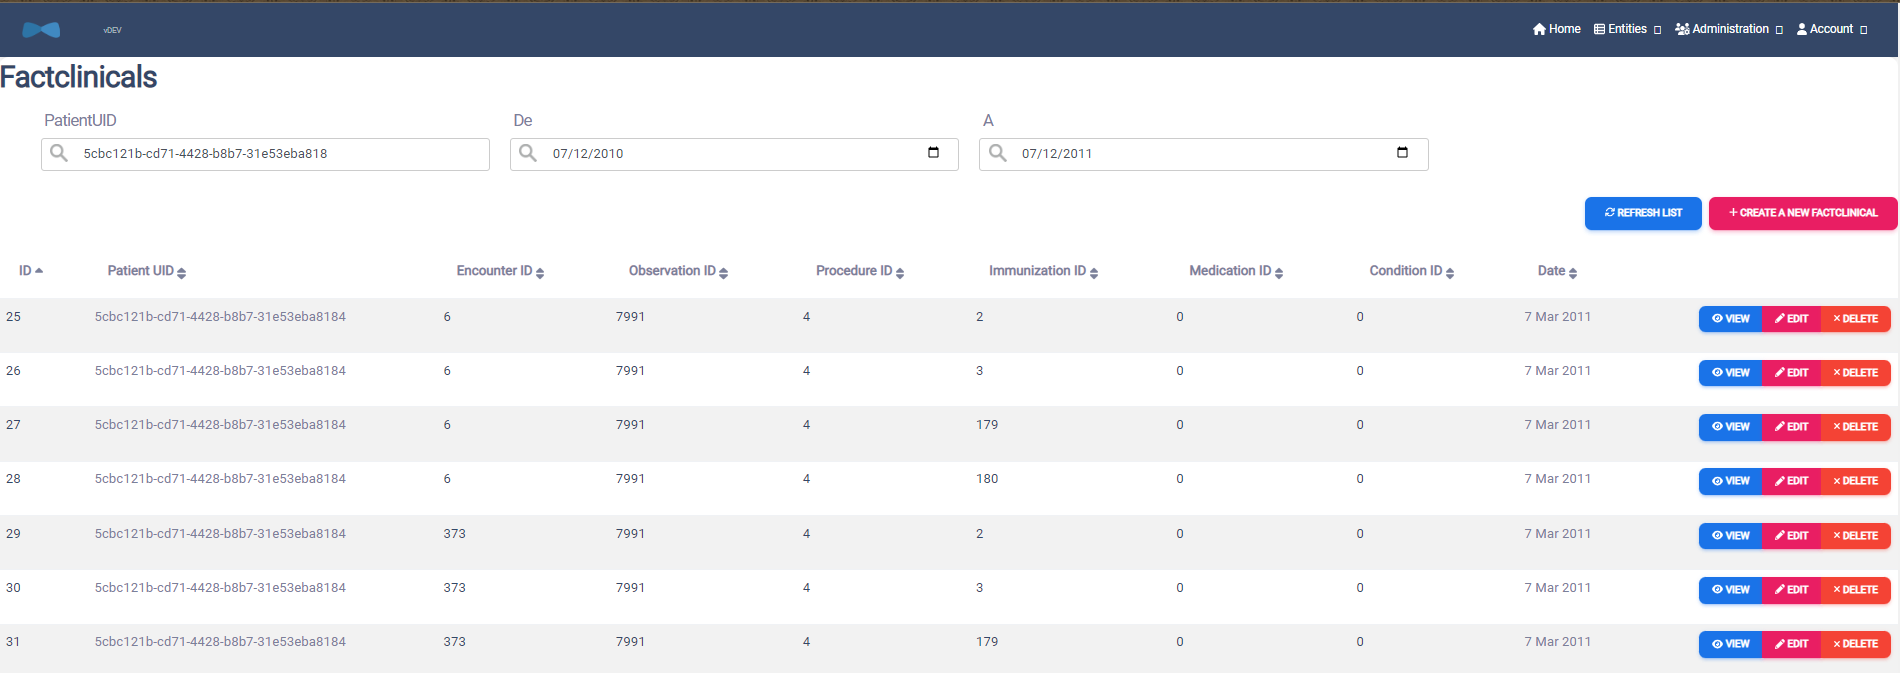 vDEV
Home Entities Administration Account
Factclinicals
PatientUID De A
5cbc121b-cd71-4428-b8b7-31e53eba818 07/12/2010 07/12/2011
REFRESH LIST + CREATE A NEW FACTCLINICAL
ID Patient UID Encounter ID Observation ID Procedure ID Immunization ID Medication ID Condition ID Date
25 5cbc121b-cd71-4428-b8b7-31e53eba8184 6 7991 4 2 0 0 7 Mar 2011 VIEW EDIT × DELETE
26 5cbc121b-cd71-4428-b8b7-31e53eba8184 6 7991 4 3 0 0 7 Mar 2011 VIEW EDIT × DELETE
27 5cbc121b-cd71-4428-b8b7-31e53eba8184 6 7991 4 179 0 0 7 Mar 2011 VIEW EDIT × DELETE
28 5cbc121b-cd71-4428-b8b7-31e53eba8184 6 7991 4 180 0 0 7 Mar 2011 VIEW EDIT × DELETE
29 5cbc121b-cd71-4428-b8b7-31e53eba8184 373 7991 4 2 0 0 7 Mar 2011 VIEW EDIT × DELETE
30 5cbc121b-cd71-4428-b8b7-31e53eba8184 373 7991 4 3 0 0 7 Mar 2011 VIEW EDIT × DELETE
31 5cbc121b-cd71-4428-b8b7-31e53eba8184 373 7991 4 179 0 0 7 Mar 2011 VIEW EDIT × DELETE